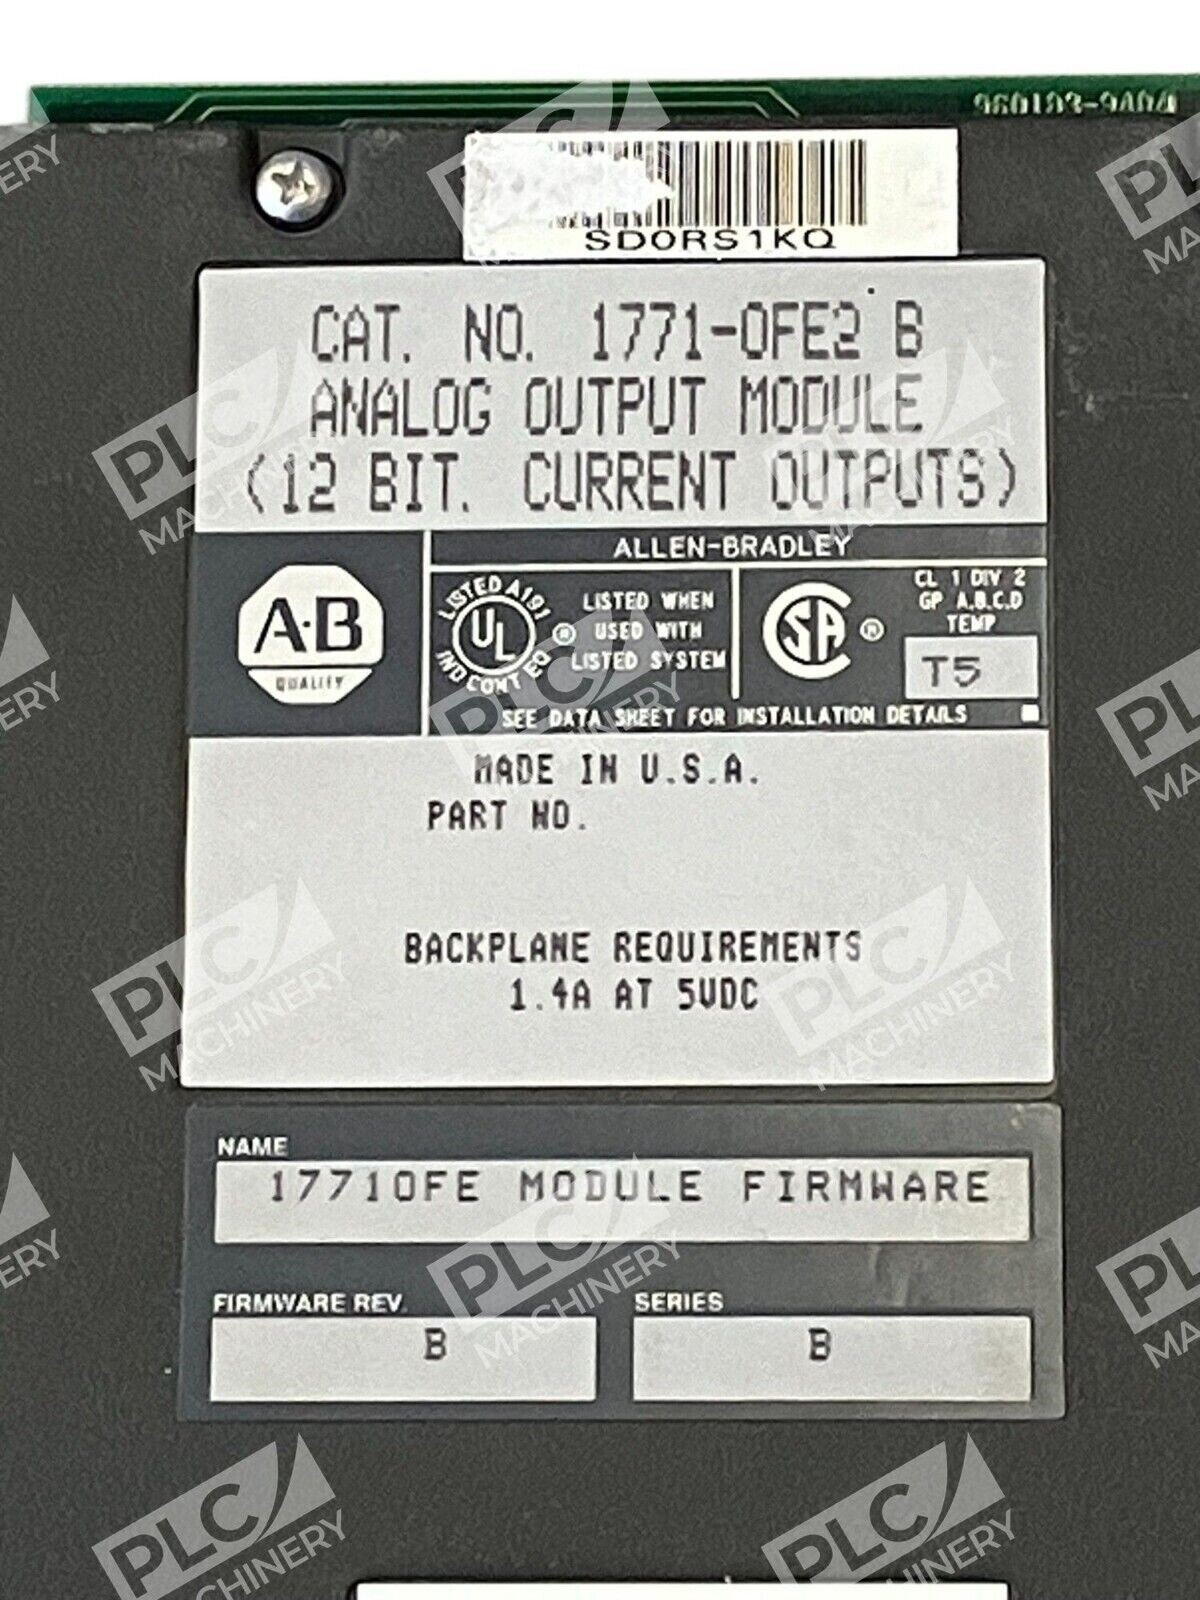 960193-9A04
SD0RS1KQ
CAT. NO. 1771-OFE2 B
ANALOG OUTPUT MODULE
(12 BIT. CURRENT OUTPUTS)
ALLEN-BRADLEY
A·B
QUALITY
LISTED A191
UL ®
IND CONT EQ
LISTED WHEN
USED WITH
LISTED SYSTEM
SA ®
CL 1 DIV 2
GP A,B,C,D
TEMP
T5
SEE DATA SHEET FOR INSTALLATION DETAILS
MADE IN U.S.A.
PART NO.
BACKPLANE REQUIREMENTS
1.4A AT 5VDC
NAME
1771OFE MODULE FIRMWARE
FIRMWARE REV.
B
SERIES
B
PLC MACHINERY